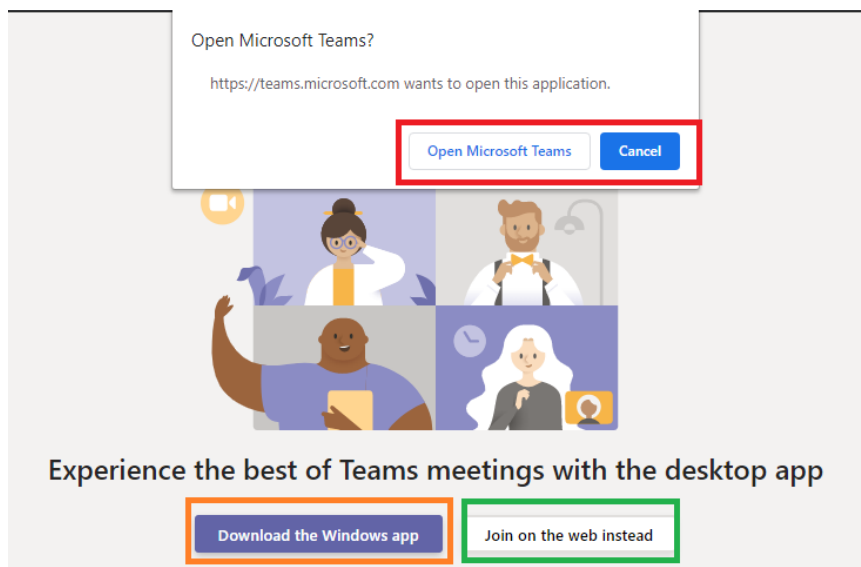 Open Microsoft Teams?
https://teams.microsoft.com wants to open this application.
Open Microsoft Teams Cancel
Experience the best of Teams meetings with the desktop app
Download the Windows app Join on the web instead